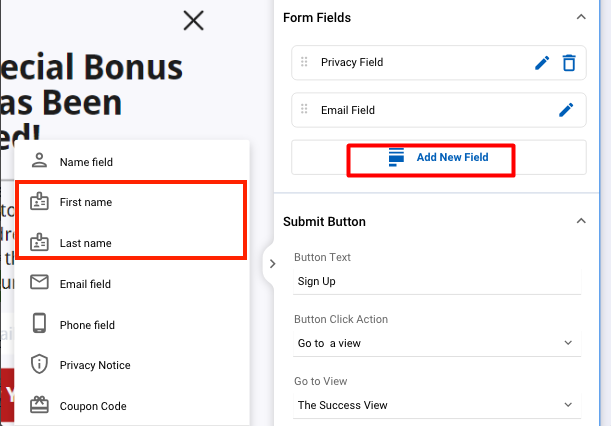 ecial Bonus
as Been
ed!
Name field
First name
Last name
Email field
Phone field
Privacy Notice
Coupon Code
Form Fields
Privacy Field
Email Field
Add New Field
Submit Button
Button Text
Sign Up
Button Click Action
Go to a view
Go to View
The Success View